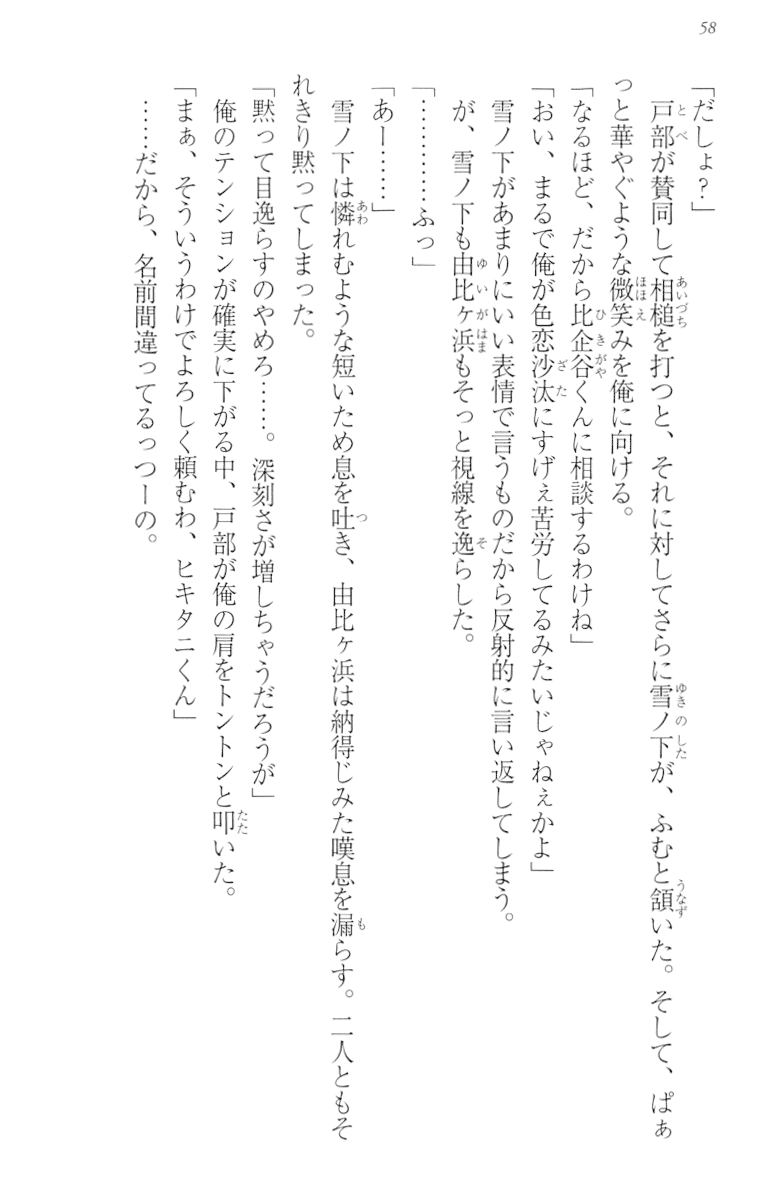 58
「だしょ?」
　戸部が賛同して相槌を打つと、それに対してさらに雪ノ下が、ふむと頷いた。そして、ぱぁ
っと華やぐような微笑みを俺に向ける。
「なるほど、だから比企谷くんに相談するわけね」
「おい、まるで俺が色恋沙汰にすげぇ苦労してるみたいじゃねぇかよ」
　雪ノ下があまりにいい表情で言うものだから反射的に言い返してしまう。
　が、雪ノ下も由比ヶ浜もそっと視線を逸らした。
「…………ふっ」
「あー……」
　雪ノ下は憐れむような短いため息を吐き、由比ヶ浜は納得じみた嘆息を漏らす。二人ともそ
れきり黙ってしまった。
「黙って目逸らすのやめろ……。深刻さが増しちゃうだろうが」
　俺のテンションが確実に下がる中、戸部が俺の肩をトントンと叩いた。
「まぁ、そういうわけでよろしく頼むわ、ヒキタニくん」
　……だから、名前間違ってるっつーの。